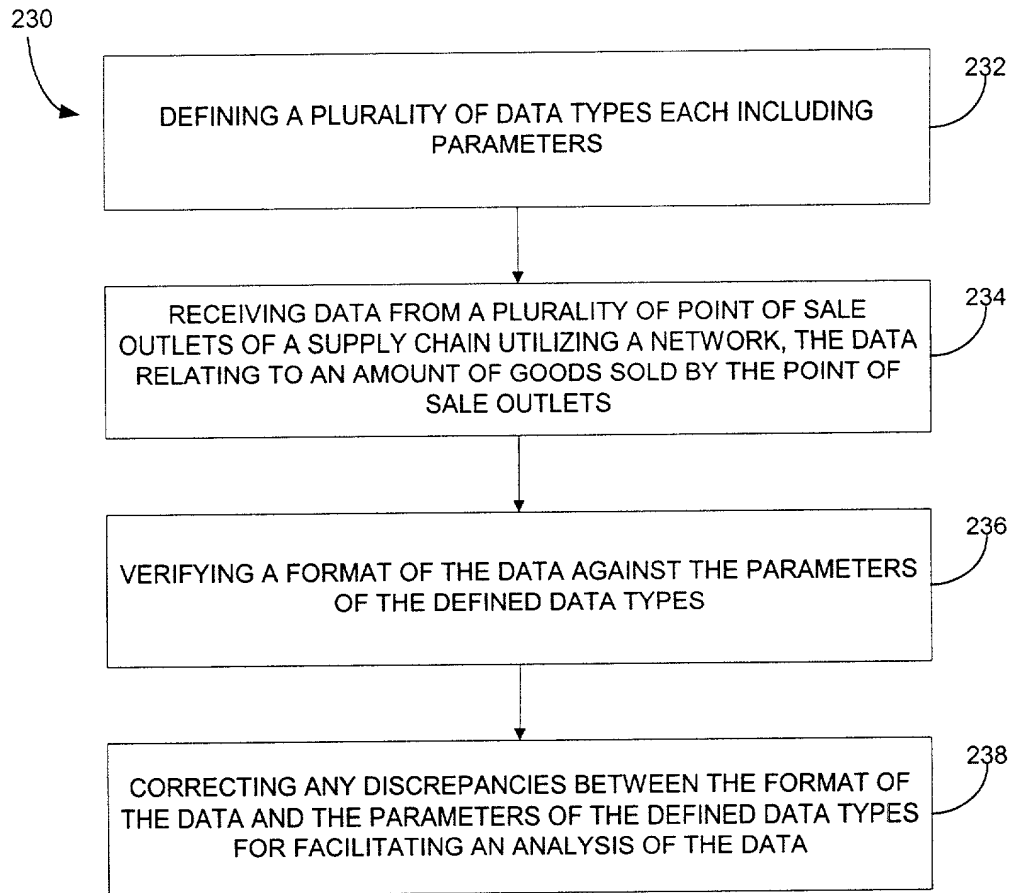 230
232
DEFINING A PLURALITY OF DATA TYPES EACH INCLUDING
PARAMETERS
234
RECEIVING DATA FROM A PLURALITY OF POINT OF SALE
OUTLETS OF A SUPPLY CHAIN UTILIZING A NETWORK, THE DATA
RELATING TO AN AMOUNT OF GOODS SOLD BY THE POINT OF
SALE OUTLETS
236
VERIFYING A FORMAT OF THE DATA AGAINST THE PARAMETERS
OF THE DEFINED DATA TYPES
238
CORRECTING ANY DISCREPANCIES BETWEEN THE FORMAT OF
THE DATA AND THE PARAMETERS OF THE DEFINED DATA TYPES
FOR FACILITATING AN ANALYSIS OF THE DATA